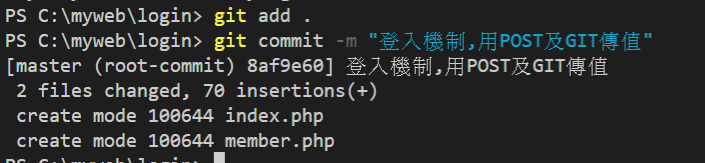 PS C:\myweb\login> git add .
PS C:\myweb\login> git commit -m "登入機制,用POST及GIT傳值"
[master (root-commit) 8af9e60] 登入機制,用POST及GIT傳值
 2 files changed, 70 insertions(+)
 create mode 100644 index.php
 create mode 100644 member.php
PS C:\myweb\login>